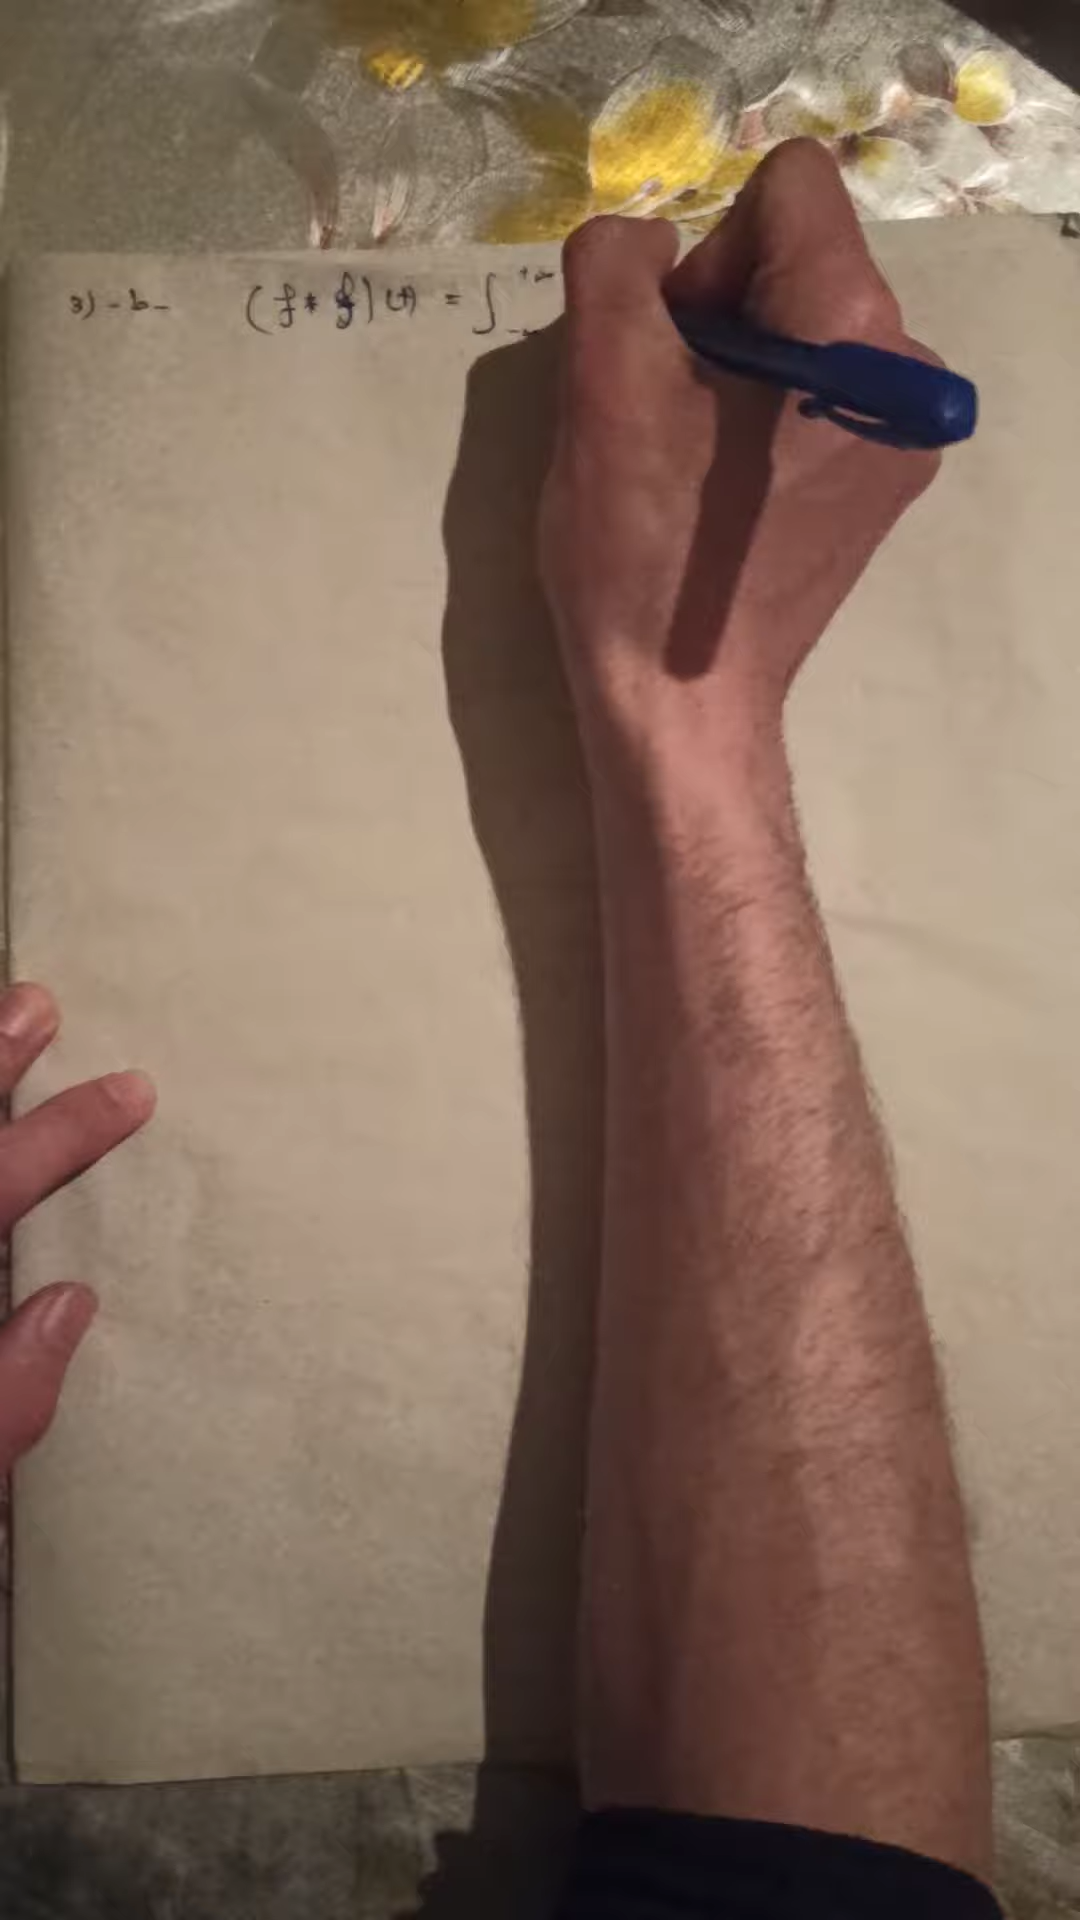 3) - b - (f * f)(t) = ∫_{-∞}^{+∞}